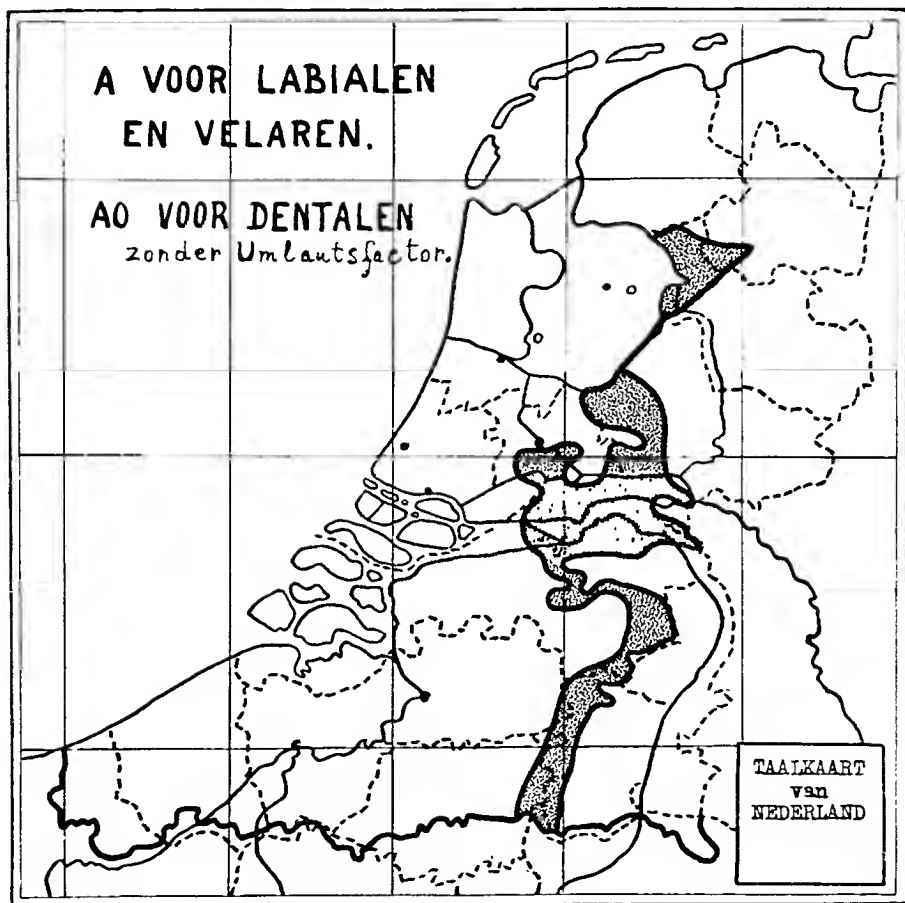 A VOOR LABIALEN
EN VELAREN.
AO VOOR DENTALEN
zonder Umlautsfactor.
TAALKAART
van
NEDERLAND